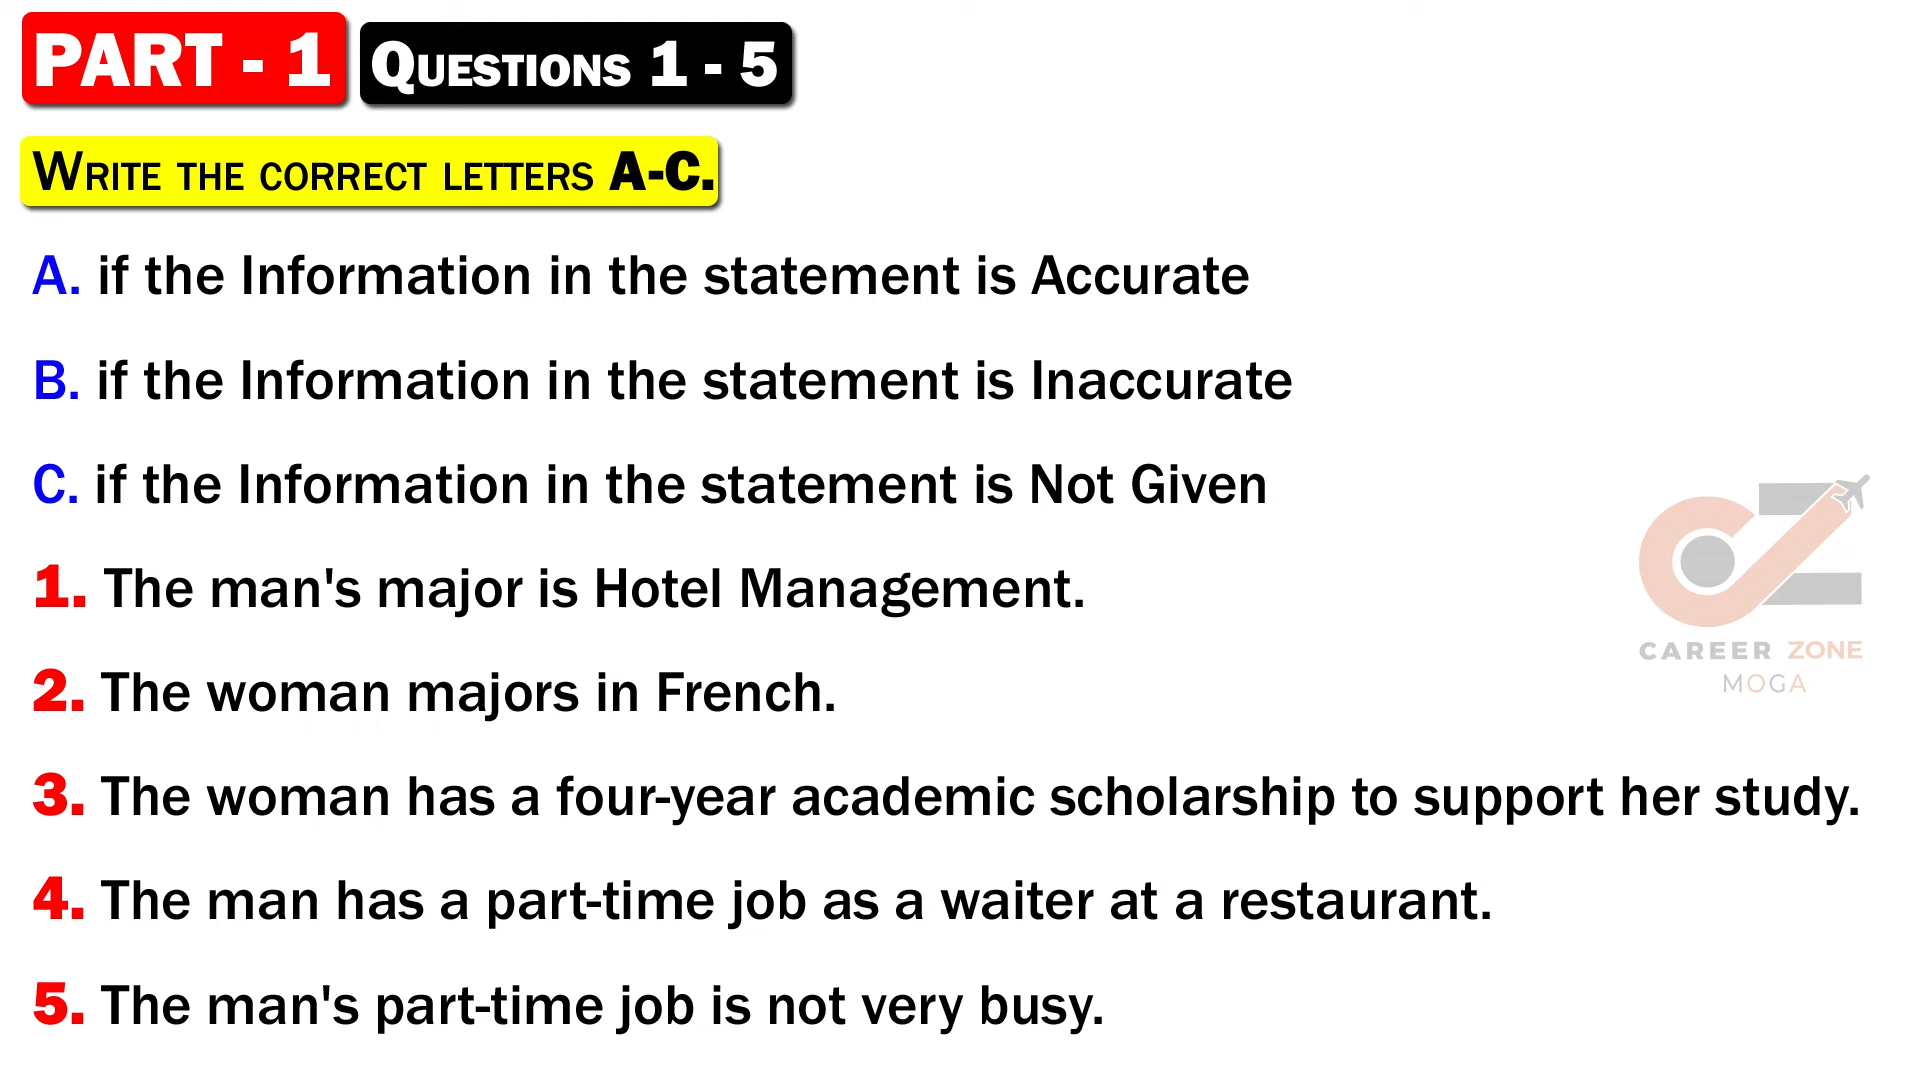 PART - 1 QUESTIONS 1 - 5
WRITE THE CORRECT LETTERS A-C.
A. if the Information in the statement is Accurate
B. if the Information in the statement is Inaccurate
C. if the Information in the statement is Not Given
1. The man's major is Hotel Management.
2. The woman majors in French.
3. The woman has a four-year academic scholarship to support her study.
4. The man has a part-time job as a waiter at a restaurant.
5. The man's part-time job is not very busy.
CAREER ZONE
MOGA